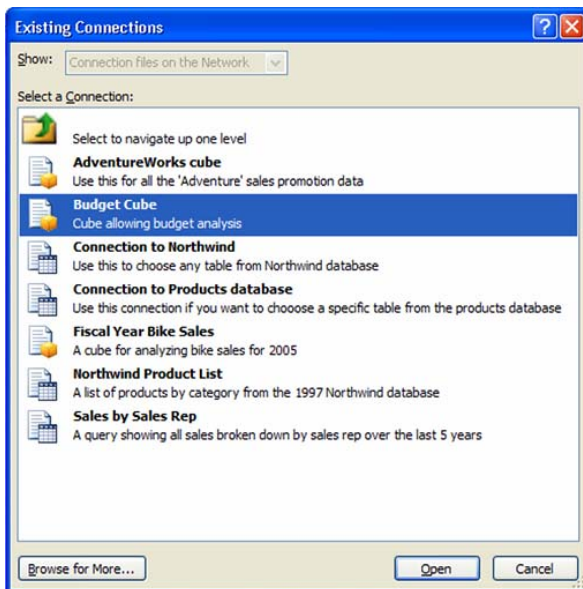 Existing Connections
Show: Connection files on the Network
Select a Connection:
Select to navigate up one level
AdventureWorks cube
Use this for all the 'Adventure' sales promotion data
Budget Cube
Cube allowing budget analysis
Connection to Northwind
Use this to choose any table from Northwind database
Connection to Products database
Use this connection if you want to chooose a specific table from the products database
Fiscal Year Bike Sales
A cube for analyzing bike sales for 2005
Northwind Product List
A list of products by category from the 1997 Northwind database
Sales by Sales Rep
A query showing all sales broken down by sales rep over the last 5 years
Browse for More... Open Cancel